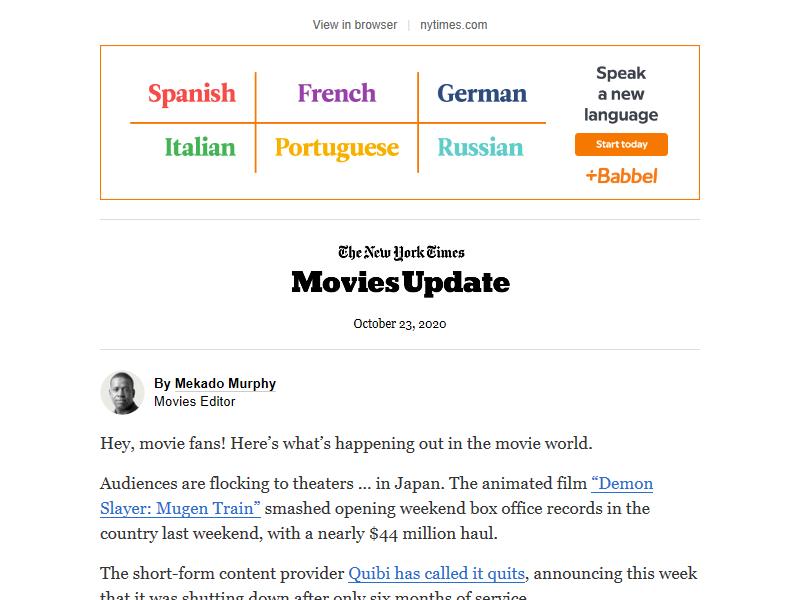 View in browser | nytimes.com
Spanish French German
Italian Portuguese Russian
Speak
a new
language
Start today
+Babbel
The New York Times
Movies Update
October 23, 2020
By Mekado Murphy
Movies Editor
Hey, movie fans! Here’s what’s happening out in the movie world.
Audiences are flocking to theaters ... in Japan. The animated film “Demon
Slayer: Mugen Train” smashed opening weekend box office records in the
country last weekend, with a nearly $44 million haul.
The short-form content provider Quibi has called it quits, announcing this week
that it was shutting down after only six months of service.